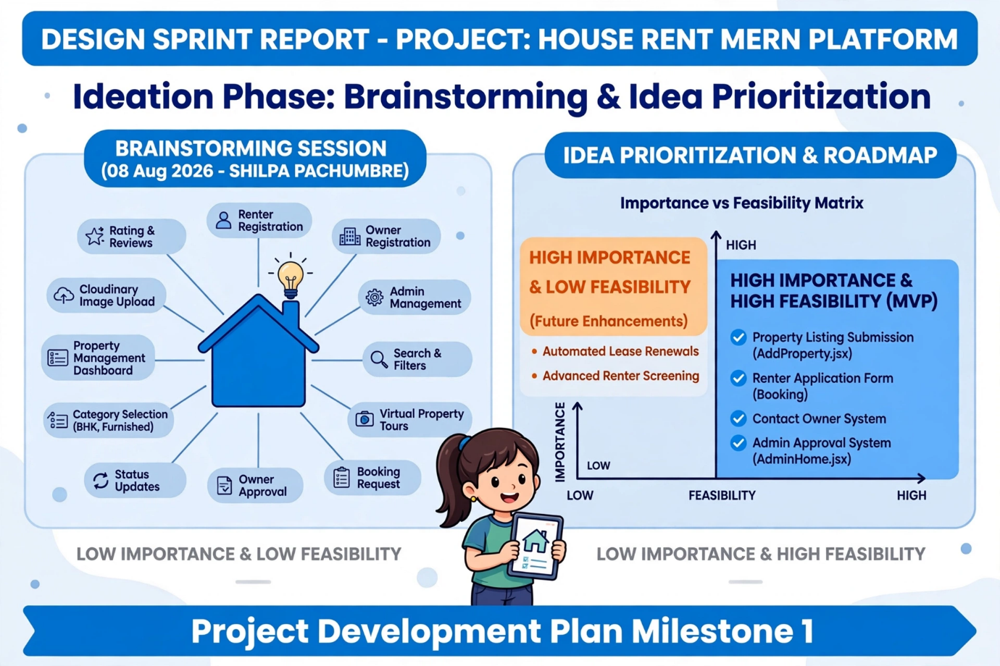 DESIGN SPRINT REPORT - PROJECT: HOUSE RENT MERN PLATFORM
Ideation Phase: Brainstorming & Idea Prioritization
BRAINSTORMING SESSION
(08 Aug 2026 - SHILPA PACHUMBRE)
Renter
Registration
Rating &
Reviews
Owner
Registration
Cloudinary
Image Upload
Admin
Management
Property
Management
Dashboard
Search &
Filters
Category Selection
(BHK, Furnished)
Virtual Property
Tours
Status
Updates
Owner
Approval
Booking
Request
IDEA PRIORITIZATION & ROADMAP
Importance vs Feasibility Matrix
HIGH
HIGH IMPORTANCE
& LOW FEASIBILITY
(Future Enhancements)
• Automated Lease Renewals
• Advanced Renter Screening
HIGH IMPORTANCE &
HIGH FEASIBILITY (MVP)
Property Listing Submission
(AddProperty.jsx)
Renter Application Form
(Booking)
Contact Owner System
Admin Approval System
(AdminHome.jsx)
IMPORTANCE
LOW
LOW
FEASIBILITY
HIGH
LOW IMPORTANCE & LOW FEASIBILITY
LOW IMPORTANCE & HIGH FEASIBILITY
Project Development Plan Milestone 1